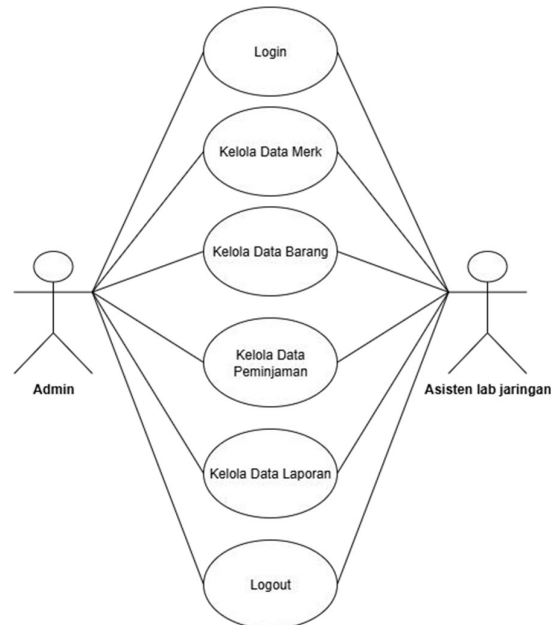 Login
Kelola Data Merk
Kelola Data Barang
Kelola Data
Peminjaman
Admin
Asisten lab jaringan
Kelola Data Laporan
Logout